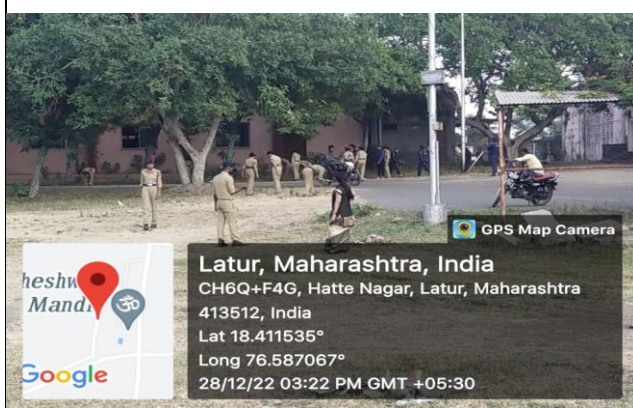 GPS Map Camera
heshw
Mand
ॐ
Google
Latur, Maharashtra, India
CH6Q+F4G, Hatte Nagar, Latur, Maharashtra
413512, India
Lat 18.411535°
Long 76.587067°
28/12/22 03:22 PM GMT +05:30